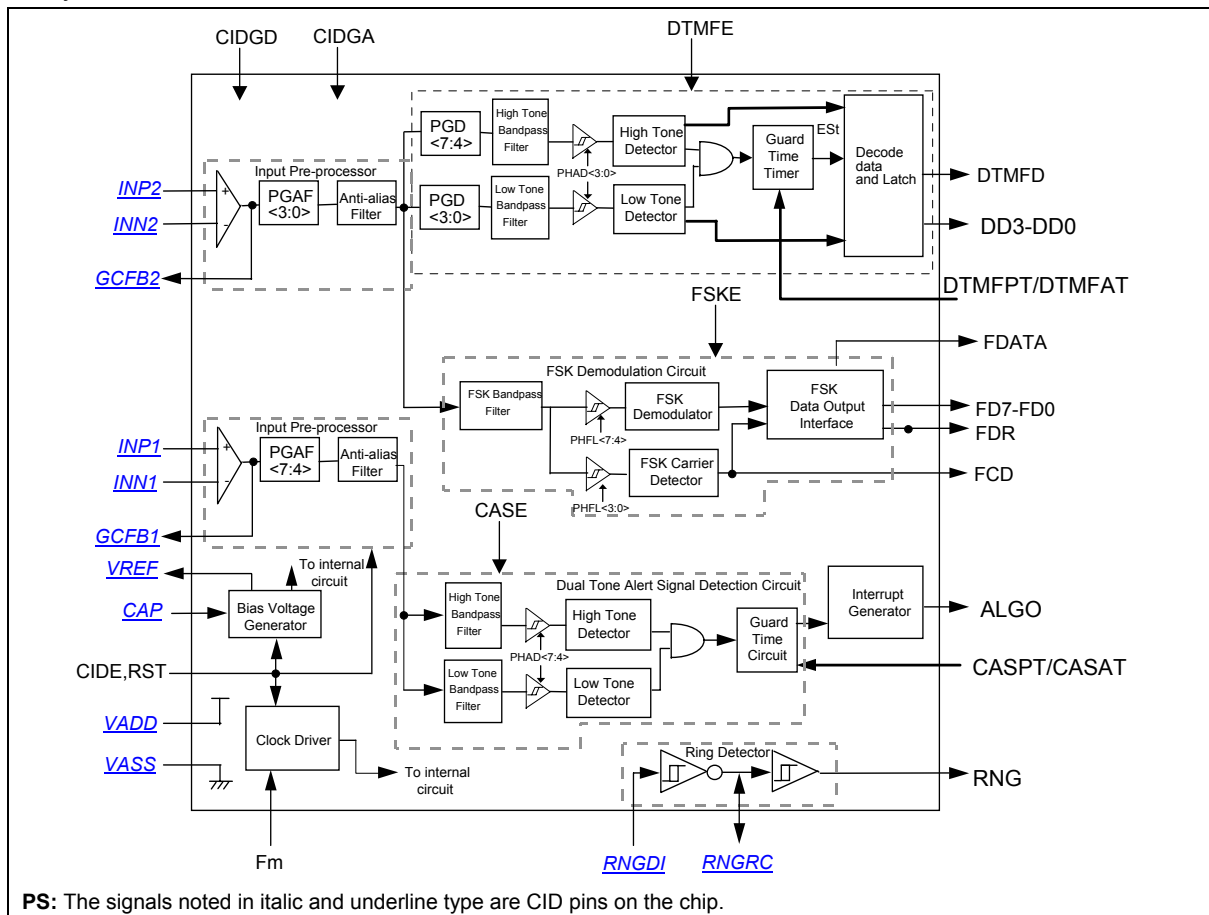 CIDGD
CIDGA
DTMFE
Input Pre-processor
INP2
INN2
GCFB2
+
-
PGAF
<3:0>
Anti-alias
Filter
PGD
<7:4>
High Tone
Bandpass
Filter
High Tone
Detector
PHAD<3:0>
PGD
<3:0>
Low Tone
Bandpass
Filter
Low Tone
Detector
Guard
Time
Timer
ESt
Decode
data
and Latch
DTMFD
DD3-DD0
DTMFPT/DTMFAT
FSKE
FSK Demodulation Circuit
FSK Bandpass
Filter
PHFL<7:4>
FSK
Demodulator
FSK
Data Output
Interface
FDATA
FD7-FD0
FDR
PHFL<3:0>
FSK Carrier
Detector
FCD
Input Pre-processor
INP1
INN1
GCFB1
+
-
PGAF
<7:4>
Anti-alias
Filter
VREF
CAP
To internal
circuit
Bias Voltage
Generator
CIDE,RST
VADD
VASS
Clock Driver
To internal
circuit
Fm
CASE
Dual Tone Alert Signal Detection Circuit
High Tone
Bandpass
Filter
High Tone
Detector
PHAD<7:4>
Low Tone
Bandpass
Filter
Low Tone
Detector
Guard
Time
Circuit
Interrupt
Generator
ALGO
CASPT/CASAT
Ring Detector
RNG
RNGDI
RNGRC
PS: The signals noted in italic and underline type are CID pins on the chip.